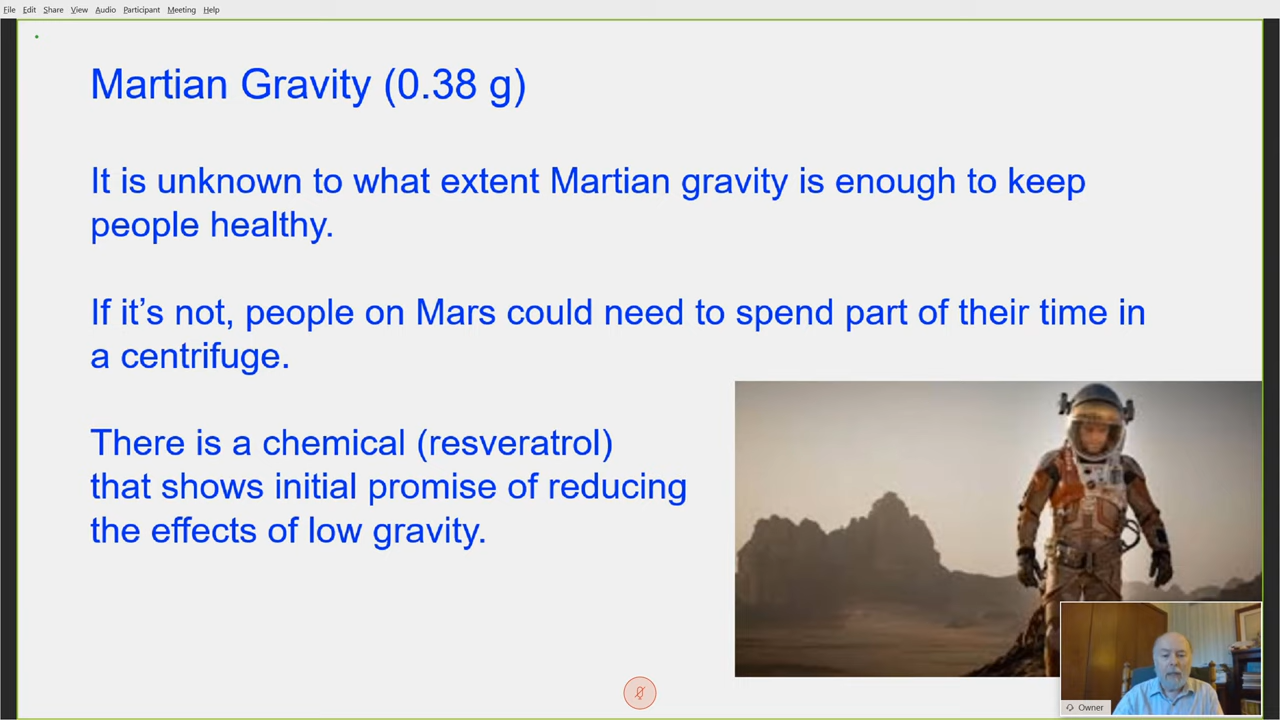 File Edit Share View Audio Participant Meeting Help
Martian Gravity (0.38 g)
It is unknown to what extent Martian gravity is enough to keep
people healthy.
If it’s not, people on Mars could need to spend part of their time in
a centrifuge.
There is a chemical (resveratrol)
that shows initial promise of reducing
the effects of low gravity.
Owner